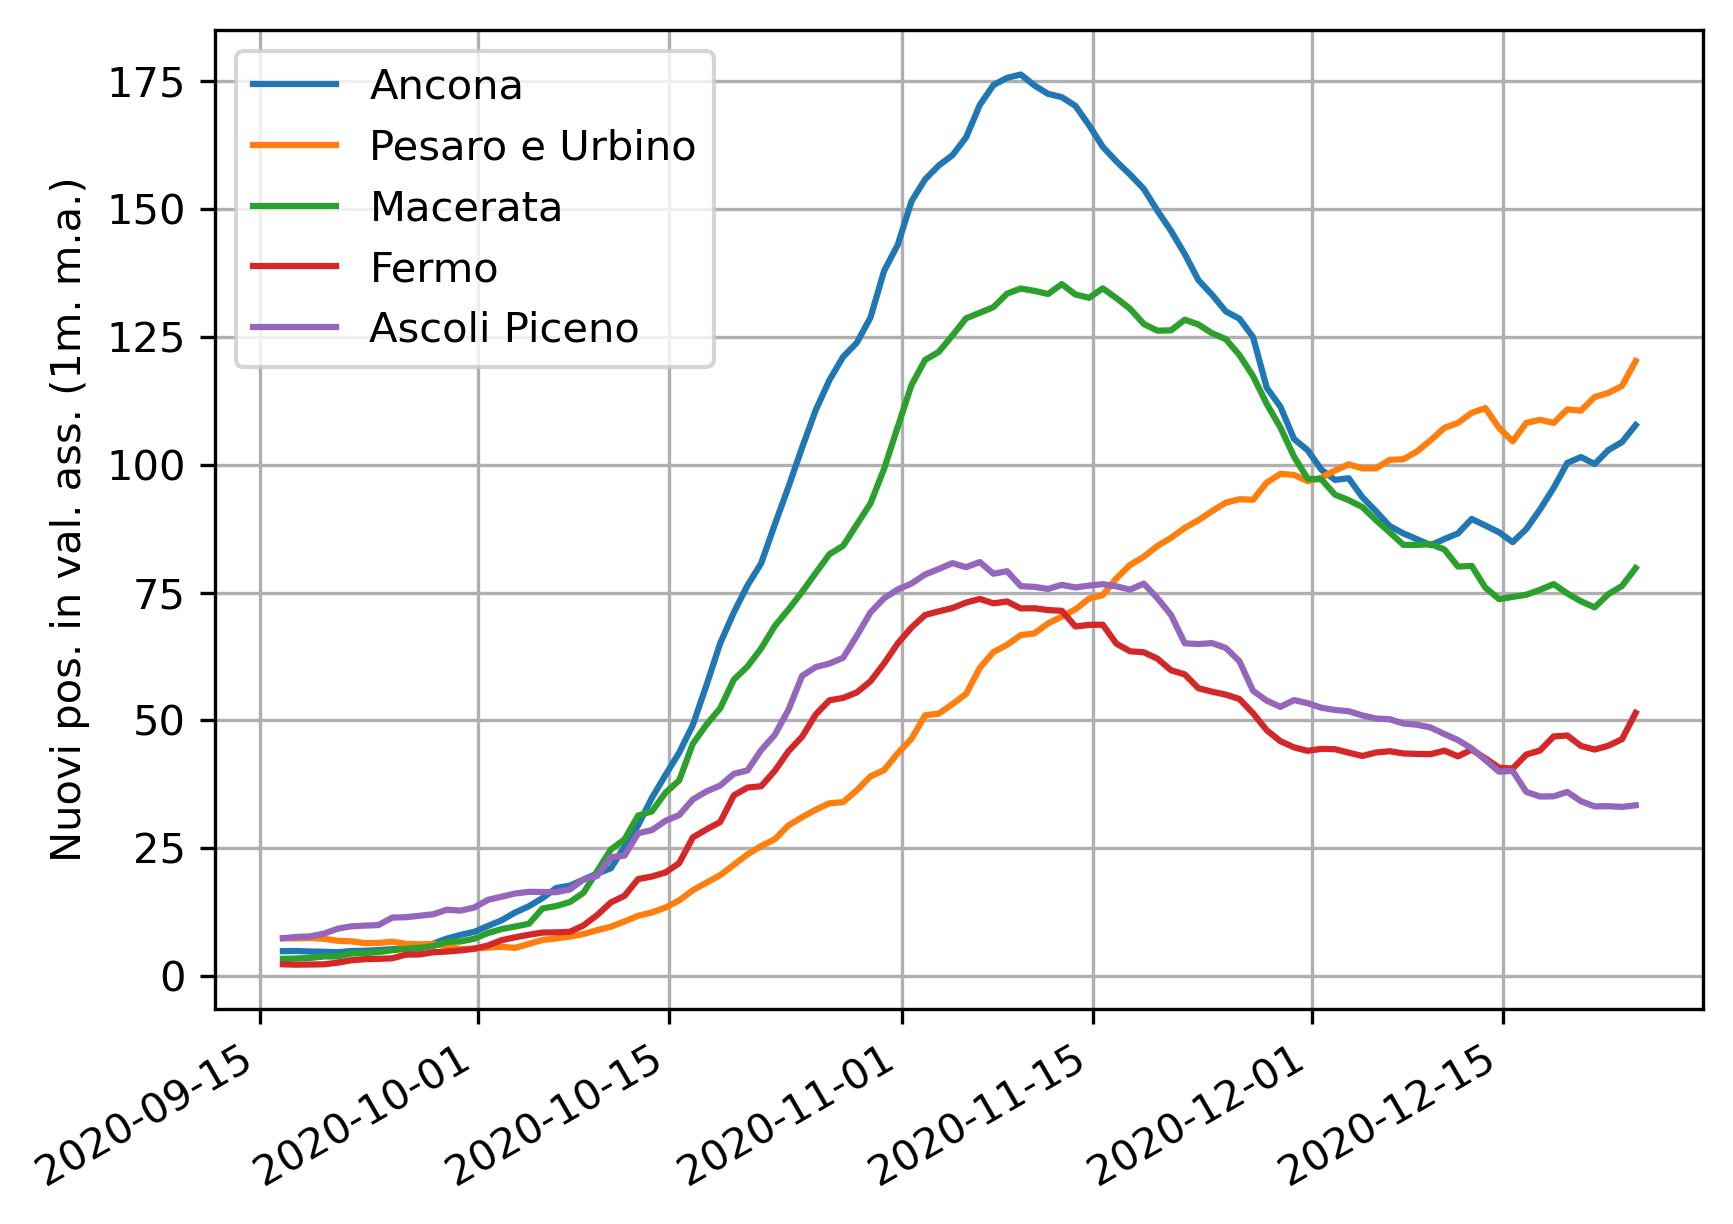 Ancona
Pesaro e Urbino
Macerata
Fermo
Ascoli Piceno
Nuovi pos. in val. ass. (1m. m.a.)
175
150
125
100
75
50
25
0
2020-09-15
2020-10-01
2020-10-15
2020-11-01
2020-11-15
2020-12-01
2020-12-15